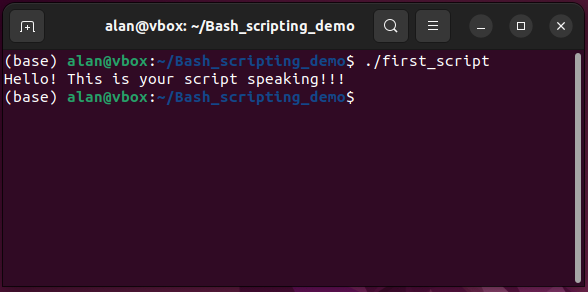 alan@vbox: ~/Bash_scripting_demo
(base) alan@vbox:~/Bash_scripting_demo$ ./first_script
Hello! This is your script speaking!!!
(base) alan@vbox:~/Bash_scripting_demo$